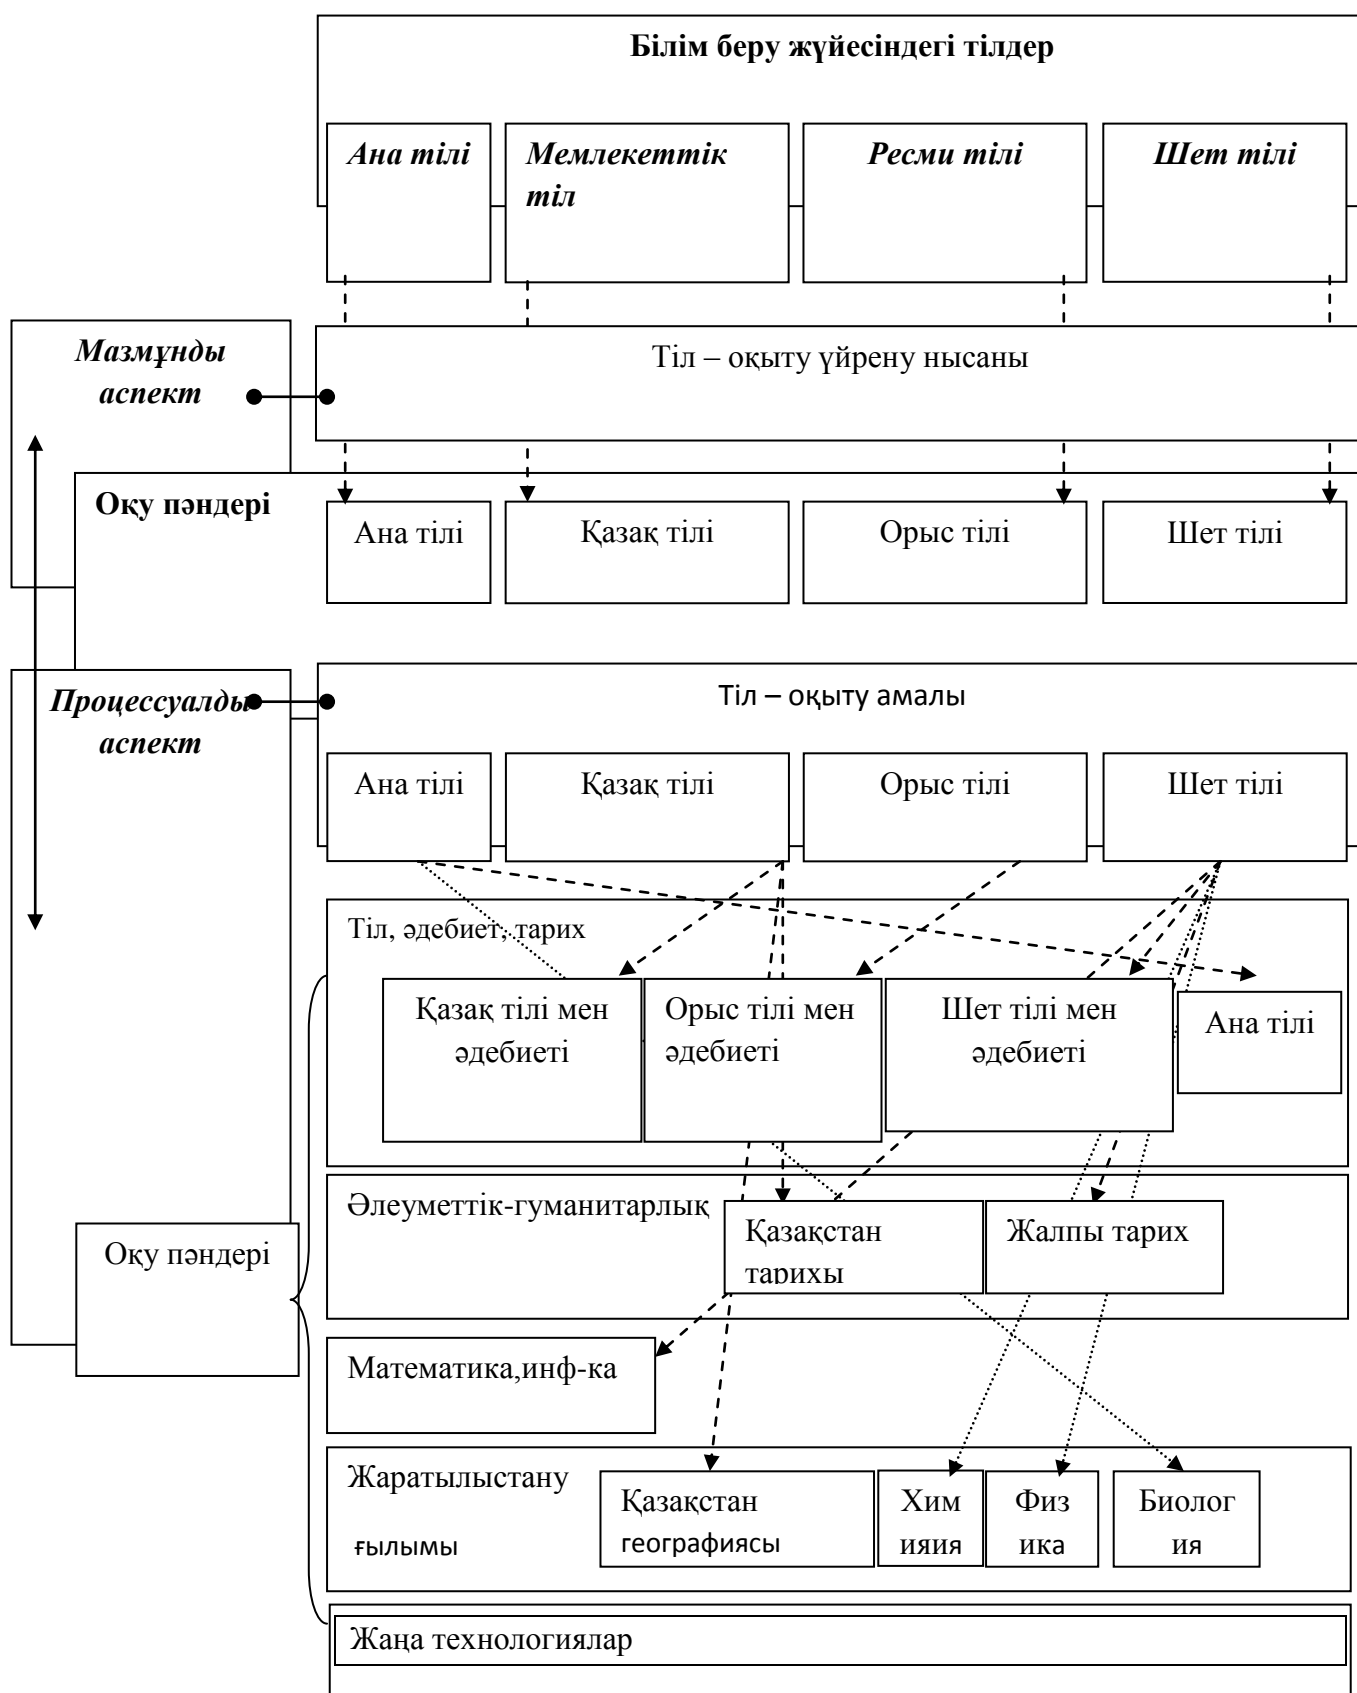 Білім беру жүйесіндегі тілдер
Ана тілі
Мемлекеттік
тіл
Ресми тілі
Шет тілі
Мазмұнды
аспект
Тіл – оқыту үйрену нысаны
Оқу пәндері
Ана тілі
Қазақ тілі
Орыс тілі
Шет тілі
Процессуалды
аспект
Тіл – оқыту амалы
Ана тілі
Қазақ тілі
Орыс тілі
Шет тілі
Тіл, әдебиет, тарих
Қазақ тілі мен
әдебиеті
Орыс тілі мен
әдебиеті
Шет тілі мен
әдебиеті
Ана тілі
Әлеуметтік-гуманитарлық
Қазақстан
тарихы
Жалпы тарих
Оқу пәндері
Математика,инф-ка
Жаратылыстану
ғылымы
Қазақстан
географиясы
Хим
ияия
Физ
ика
Биолог
ия
Жаңа технологиялар